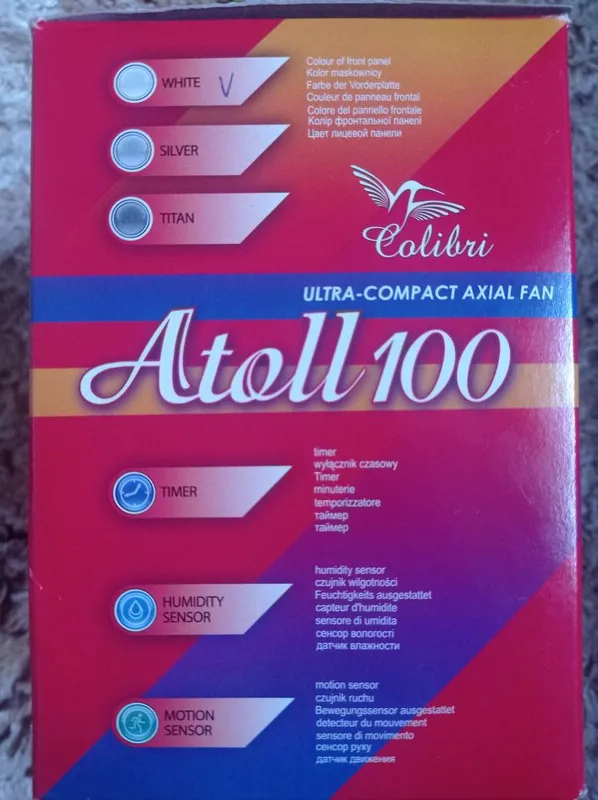 WHITE V
Colour of front panel
Kolor maskownicy
Farbe der Vorderplatte
Couleur de panneau frontal
Colore del pannello frontale
Колір фронтальної панелі
Цвет лицевой панели
SILVER
TITAN
Colibri
ULTRA-COMPACT AXIAL FAN
Atoll 100
TIMER
timer
wyłącznik czasowy
Timer
minuterie
temporizzatore
таймер
таймер
HUMIDITY
SENSOR
humidity sensor
czujnik wilgotności
Feuchtigkeits ausgestattet
capteur d'humidite
sensore di umidita
сенсор вологості
датчик влажности
MOTION
SENSOR
motion sensor
czujnik ruchu
Bewegungssensor ausgestattet
detecteur du mouvement
sensore di movimento
сенсор руху
датчик движения